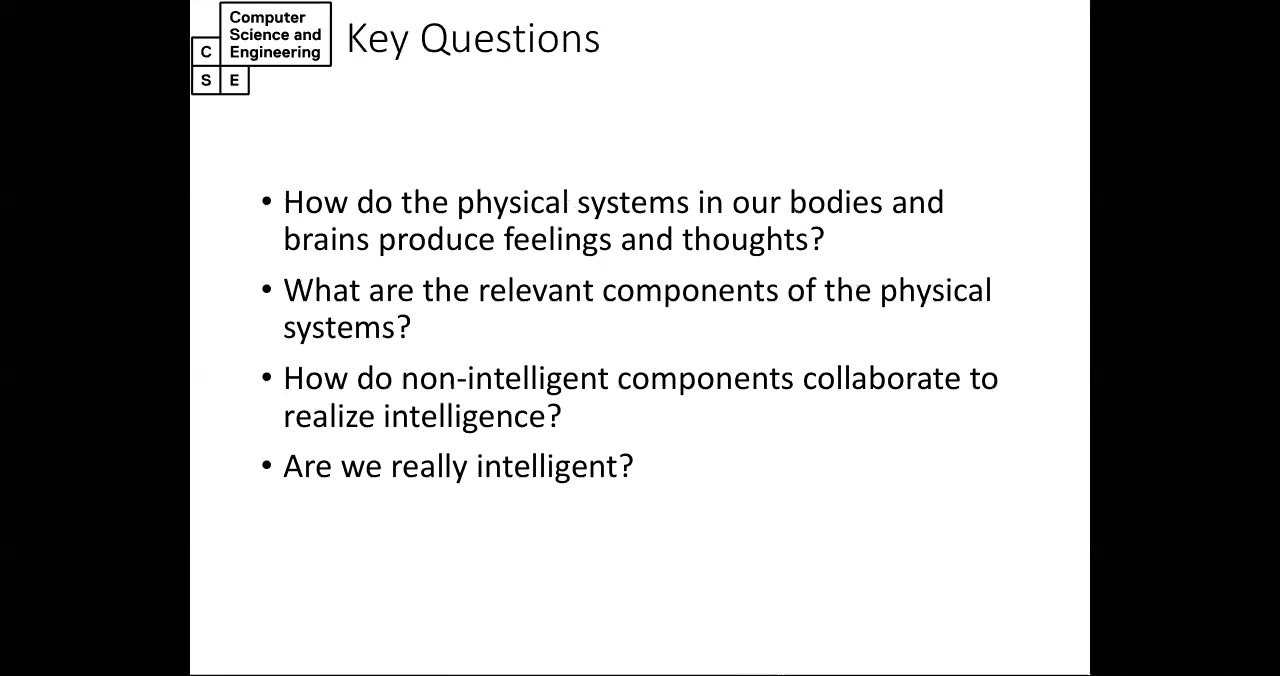 Computer
Science and
Engineering
C
S E
Key Questions
• How do the physical systems in our bodies and
brains produce feelings and thoughts?
• What are the relevant components of the physical
systems?
• How do non-intelligent components collaborate to
realize intelligence?
• Are we really intelligent?